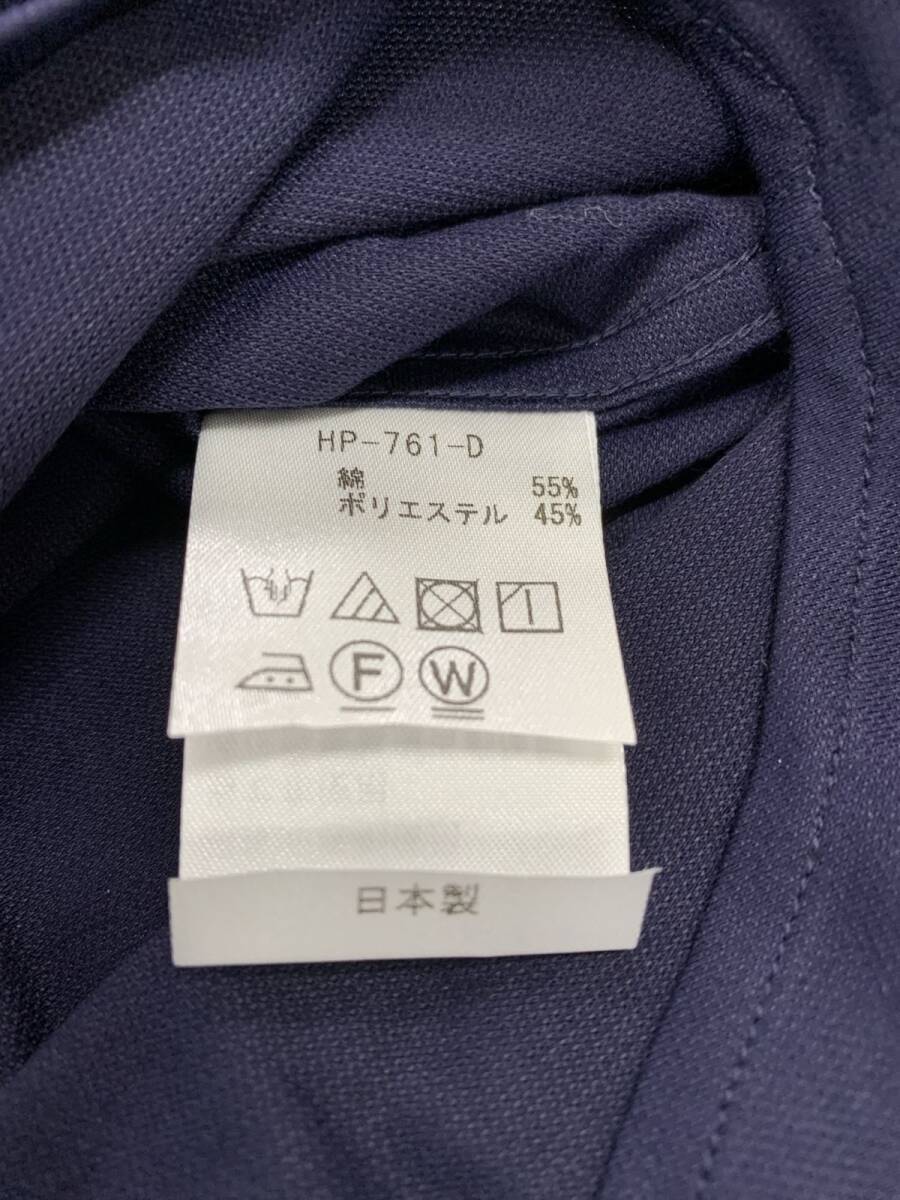 HP-761-D
綿 55%
ポリエステル 45%
F W
日本製